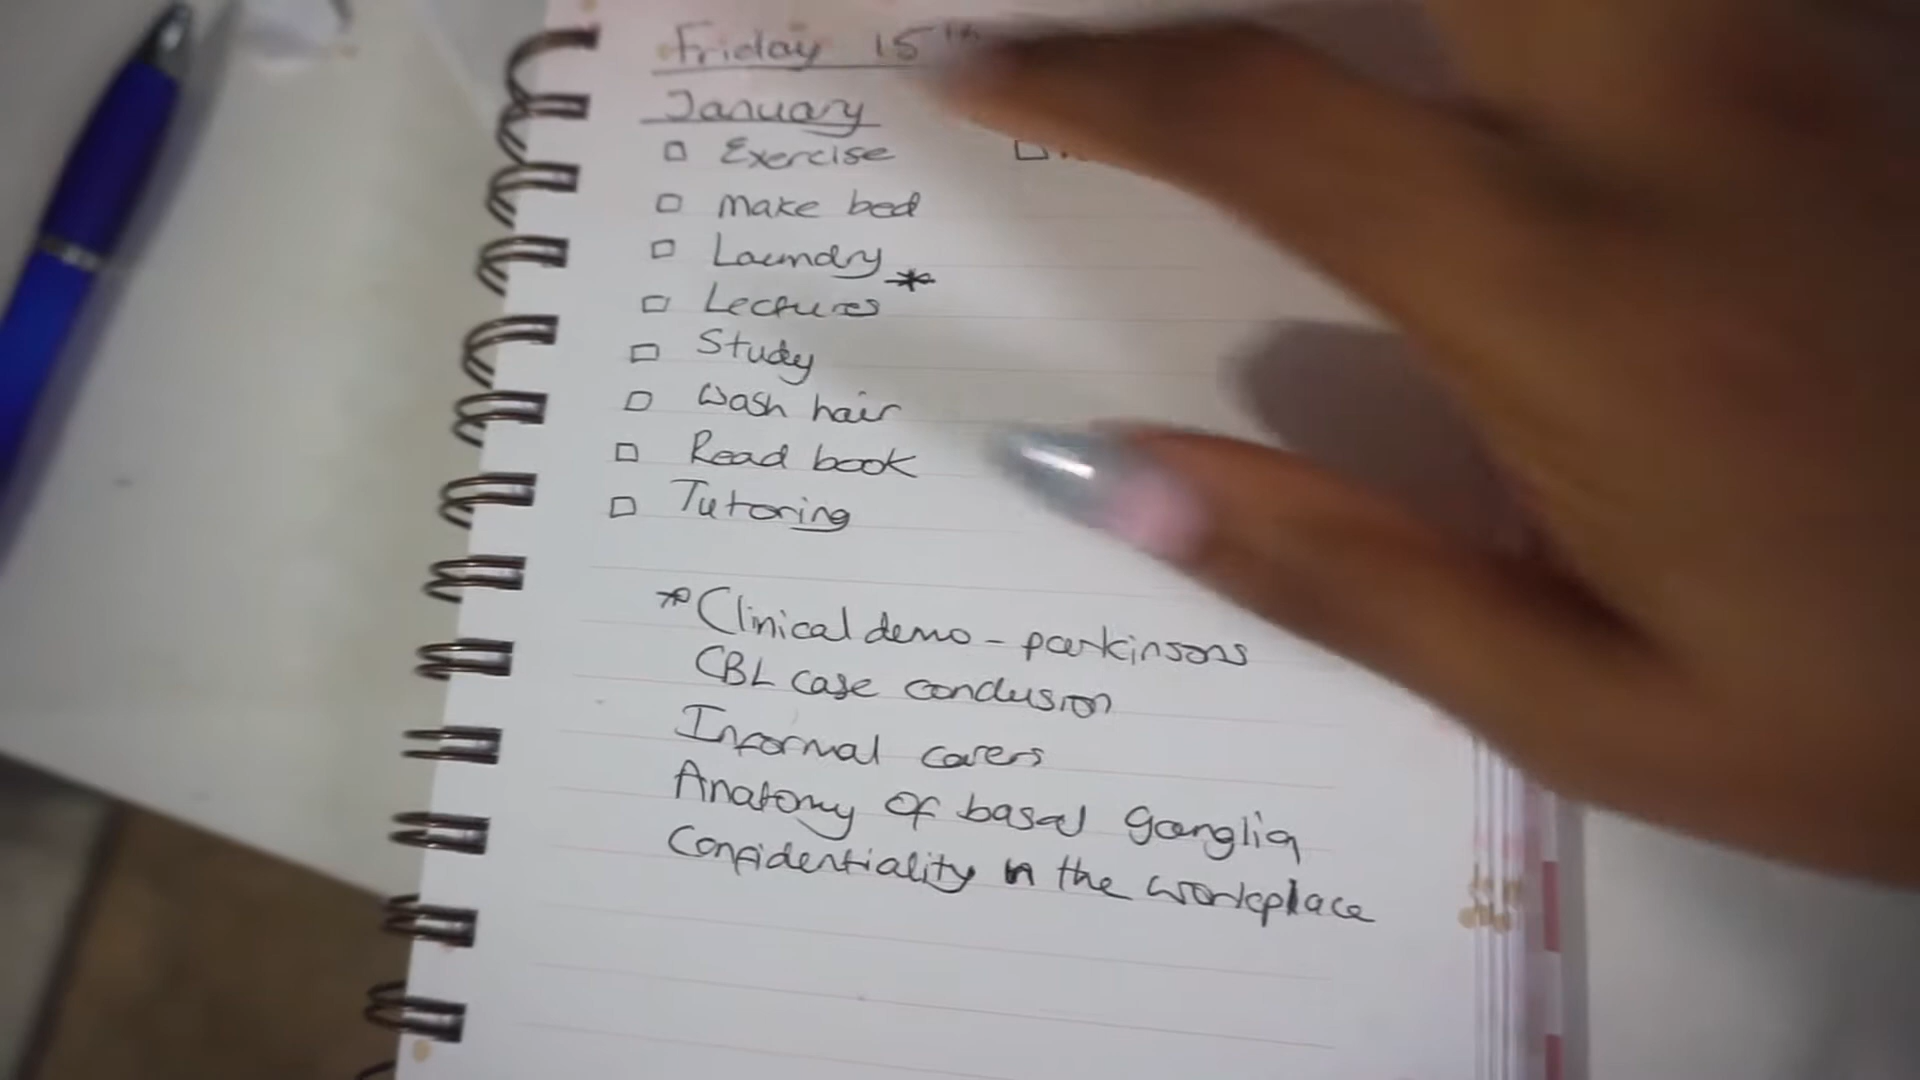 Friday 15th
January
□ Exercise
□ make bed
□ Laundry
□ Lectures *
□ Study
□ Wash hair
□ Read book
□ Tutoring
* Clinical demo - parkinsons
CBL case conclusion
Informal carers
Anatomy of basal ganglia
Confidentiality in the workplace